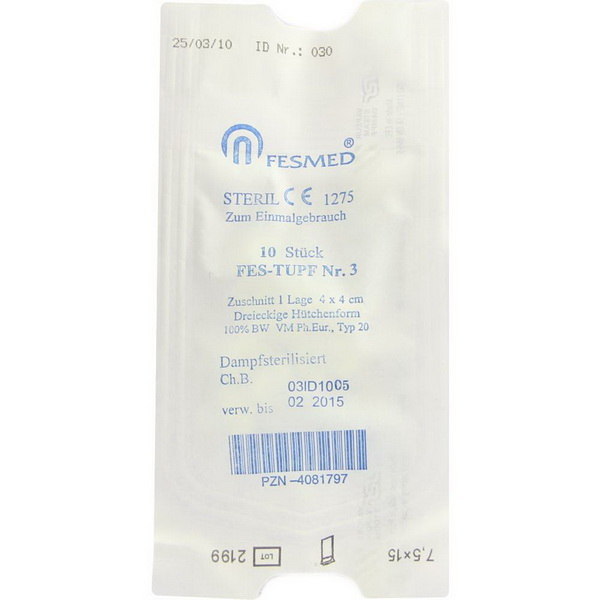 25/03/10 ID Nr.: 030
FESMED®
STERIL CE 1275
Zum Einmalgebrauch
10 Stück
FES-TUPF Nr. 3
Zuschnitt 1 Lage 4 x 4 cm
Dreieckige Hütchenform
100% BW VM Ph.Eur., Typ 20
Dampfsterilisiert
Ch.B. 03ID1005
verw. bis 02 2015
PZN-4081797
7,5x15
LOT 2199